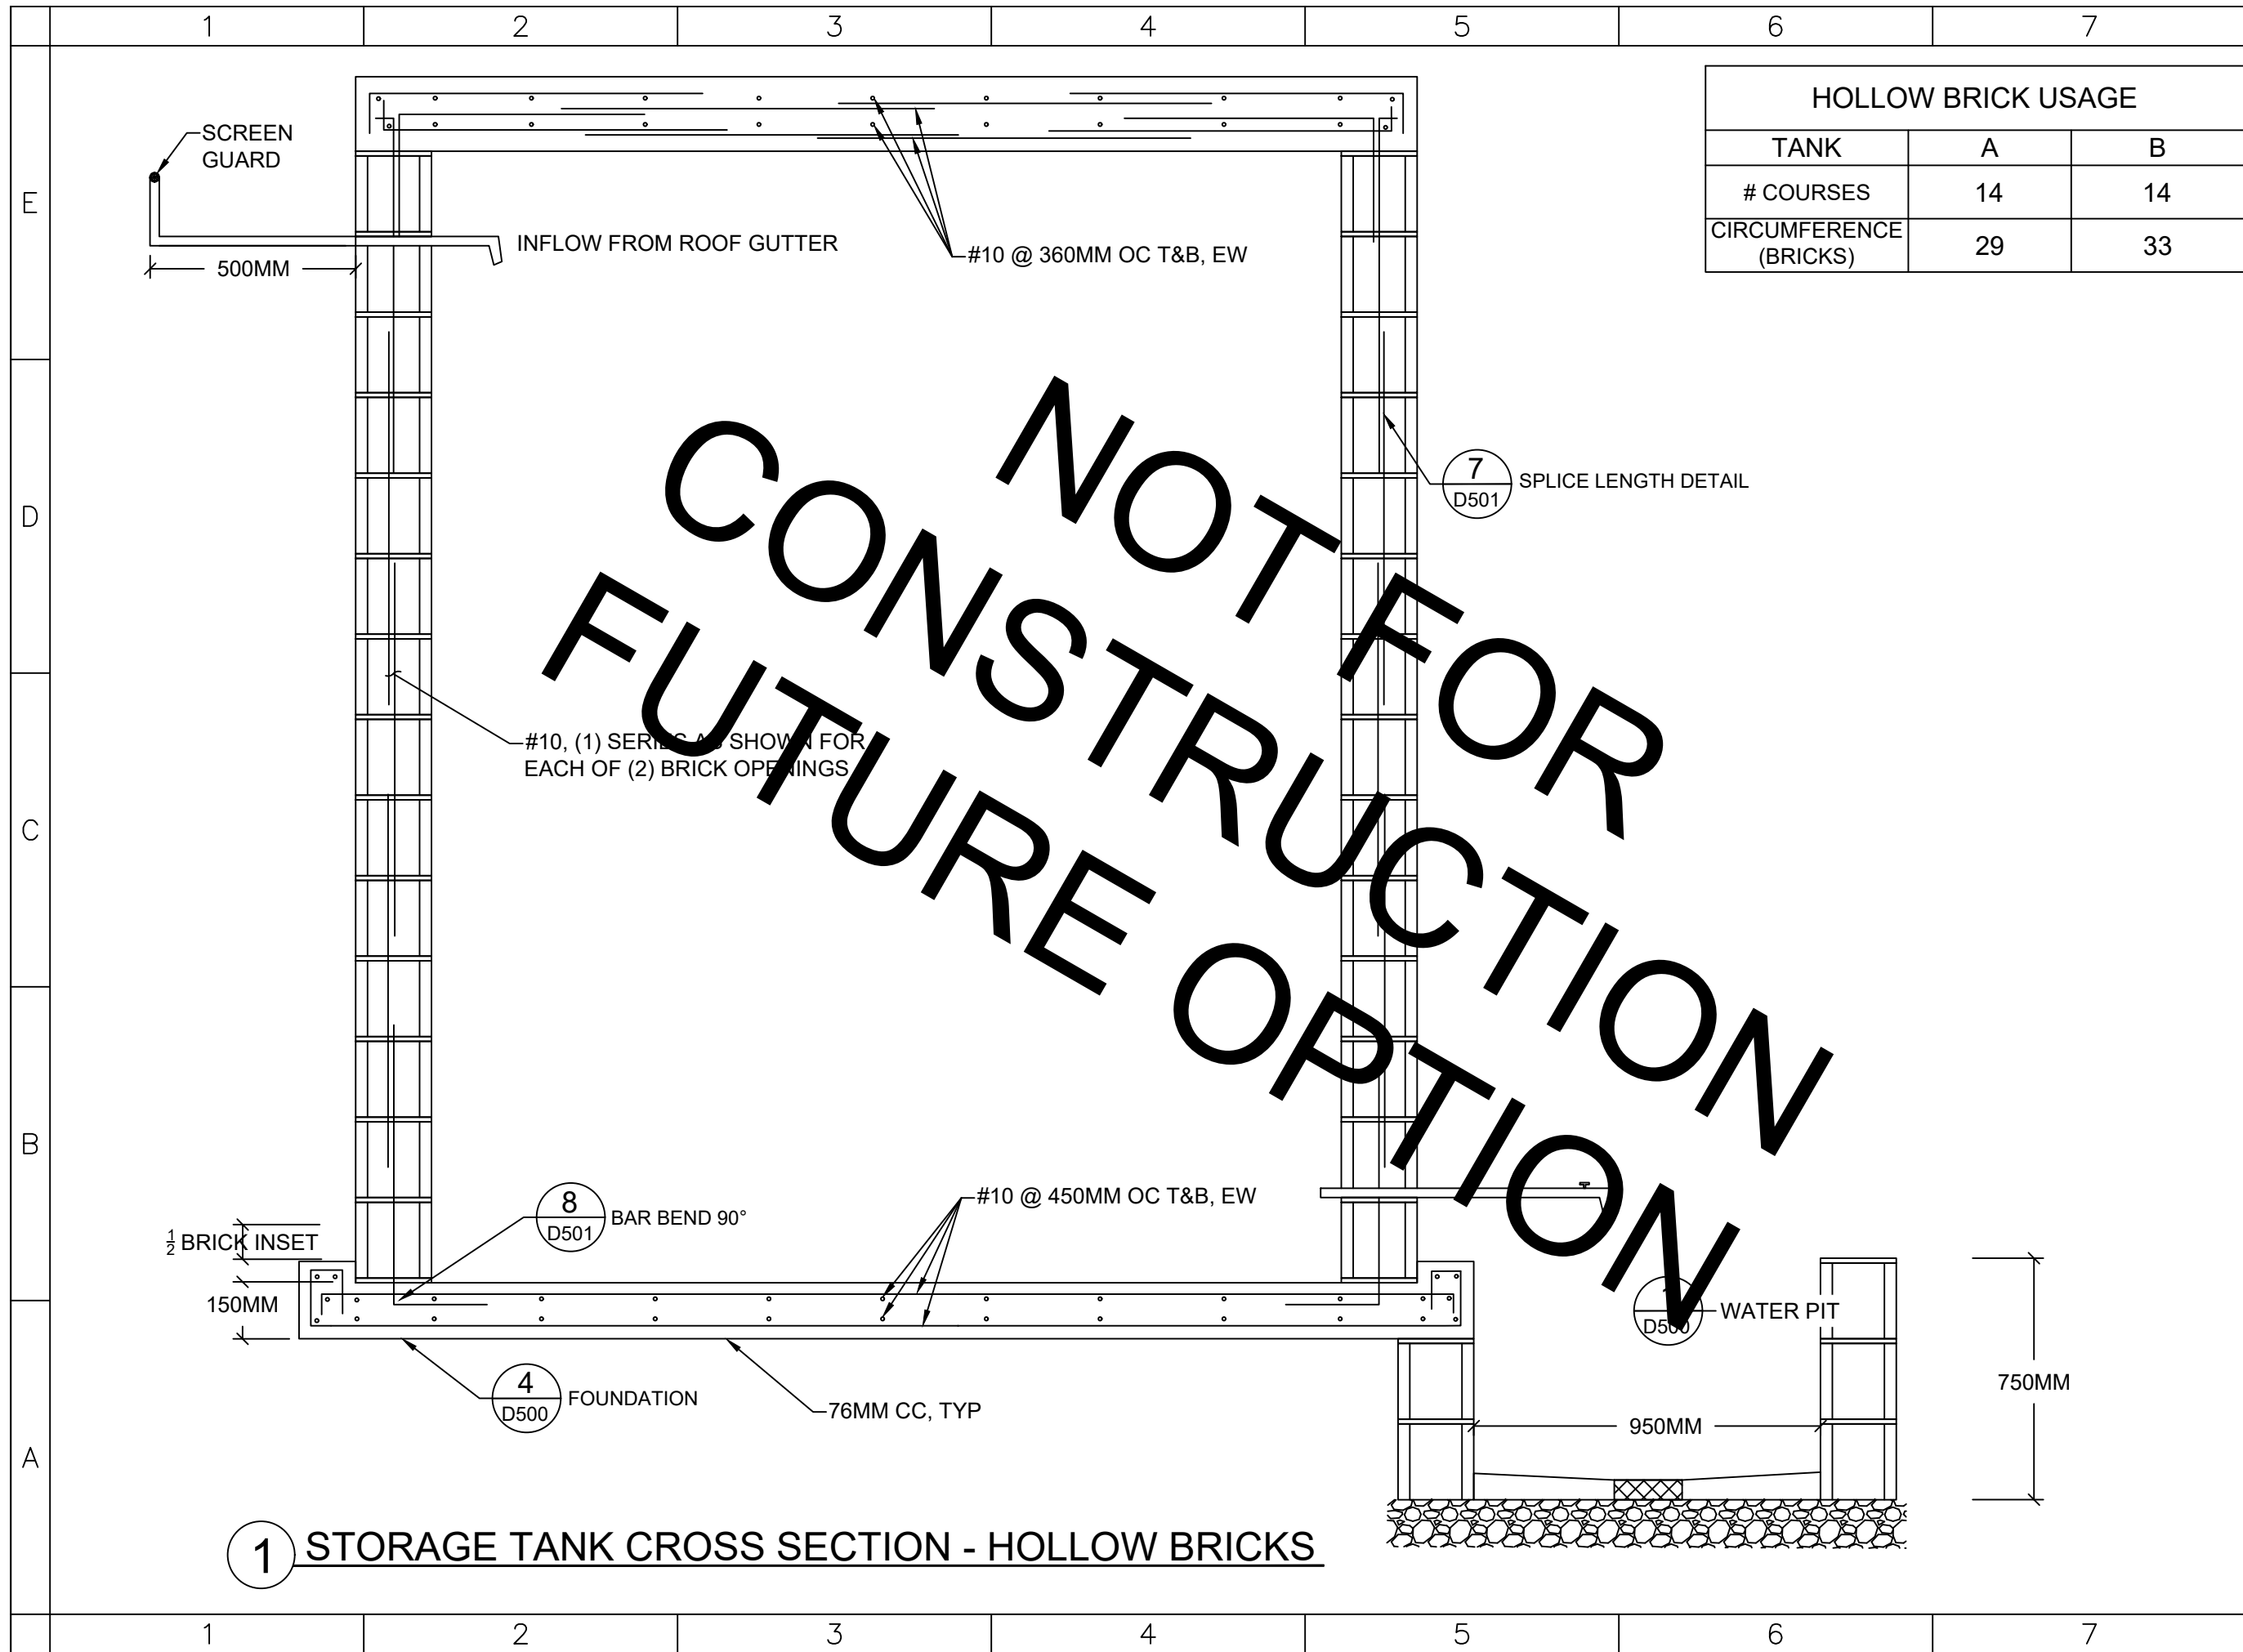 1 2 3 4 5 6 7
E
D
C
B
A
SCREEN
GUARD
500MM
INFLOW FROM ROOF GUTTER
#10 @ 360MM OC T&B, EW
HOLLOW BRICK USAGE
TANK A B
# COURSES 14 14
CIRCUMFERENCE
(BRICKS) 29 33
7
D501
SPLICE LENGTH DETAIL
NOT FOR
CONSTRUCTION
FUTURE OPTION
#10, (1) SERIES AS SHOWN FOR
EACH OF (2) BRICK OPENINGS
8
D501
BAR BEND 90°
#10 @ 450MM OC T&B, EW
½ BRICK INSET
150MM
4
D500
FOUNDATION
76MM CC, TYP
D500
WATER PIT
950MM
750MM
1 STORAGE TANK CROSS SECTION - HOLLOW BRICKS
1 2 3 4 5 6 7